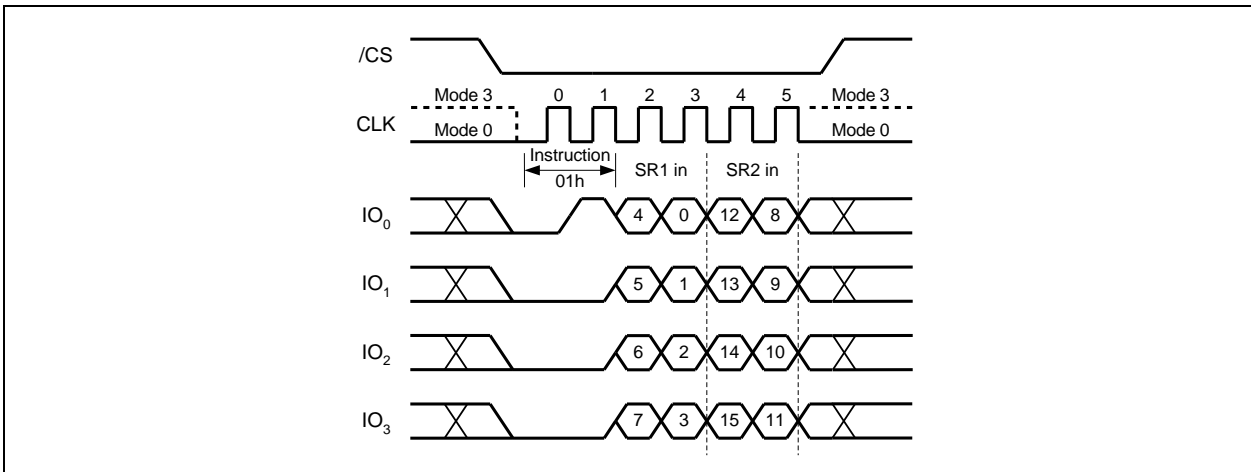 /CS
Mode 3 0 1 2 3 4 5 Mode 3
CLK Mode 0 Mode 0
Instruction SR1 in SR2 in
01h
IO0 4 0 12 8
IO1 5 1 13 9
IO2 6 2 14 10
IO3 7 3 15 11